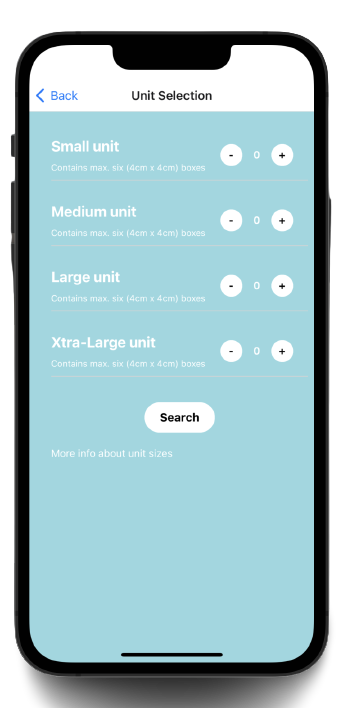 Back Unit Selection
Small unit
Contains max. six (4cm x 4cm) boxes
- 0 +
Medium unit
Contains max. six (4cm x 4cm) boxes
- 0 +
Large unit
Contains max. six (4cm x 4cm) boxes
- 0 +
Xtra-Large unit
Contains max. six (4cm x 4cm) boxes
- 0 +
Search
More info about unit sizes